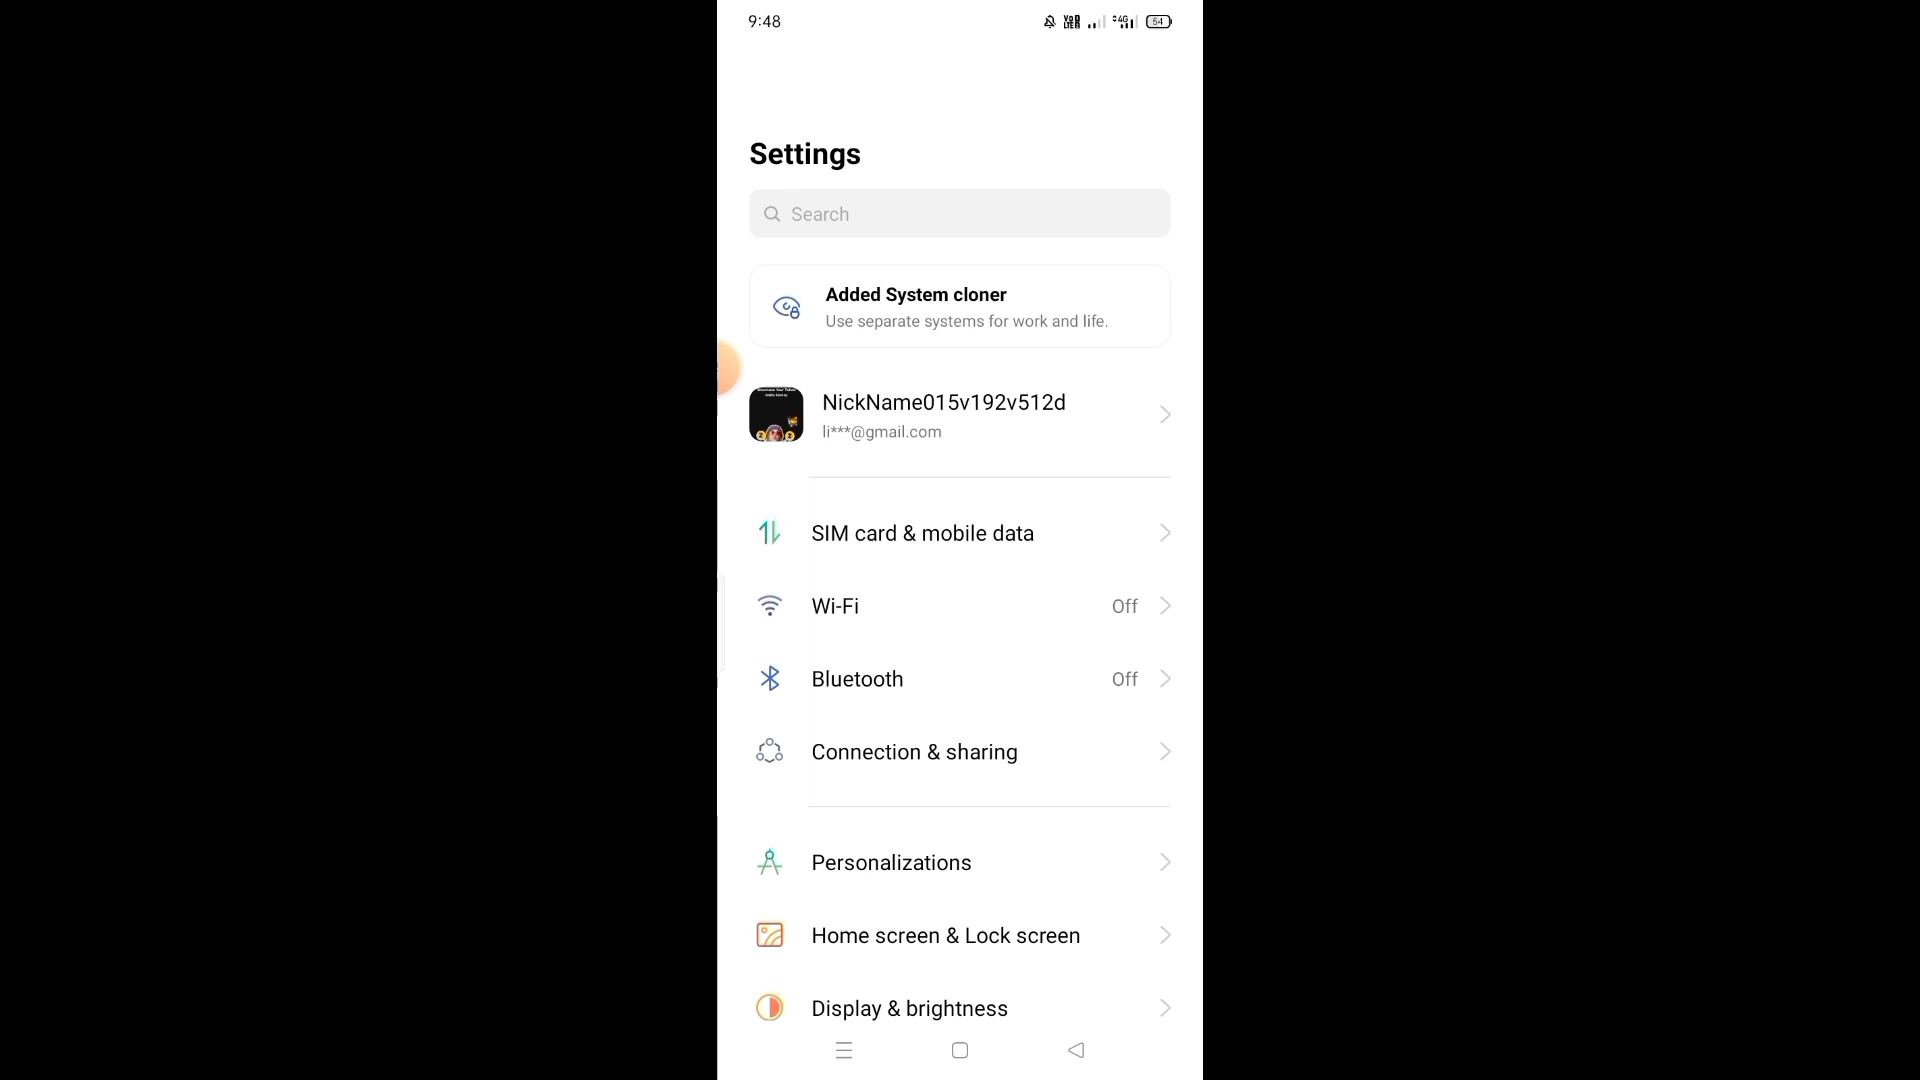 9:48
54
Settings
Search
Added System cloner
Use separate systems for work and life.
NickName015v192v512d
li***@gmail.com
SIM card & mobile data
Wi-Fi Off
Bluetooth Off
Connection & sharing
Personalizations
Home screen & Lock screen
Display & brightness